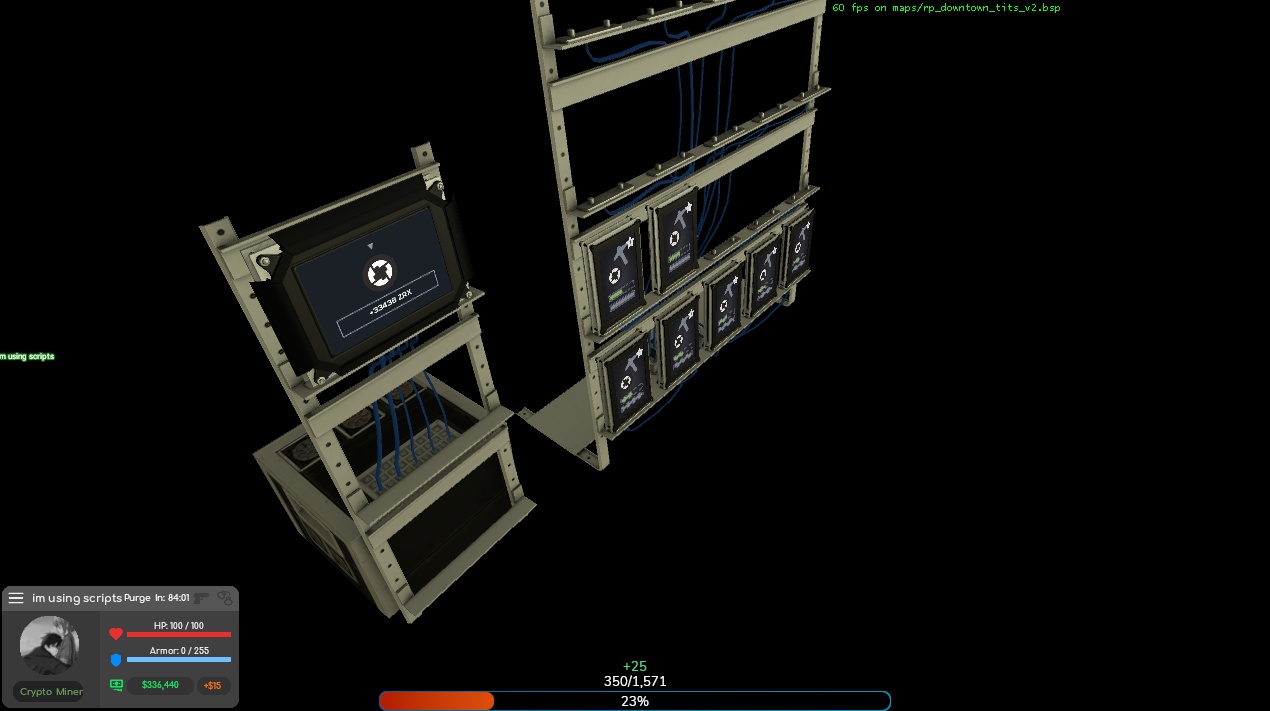 60 fps on maps/rp_downtown_tits_v2.bsp
+33438 ZRX
m using scripts
im using scripts Purge In: 84:01
HP: 100 / 100
Armor: 0 / 255
Crypto Miner
$336,440
+$15
+25
350/1,571
23%